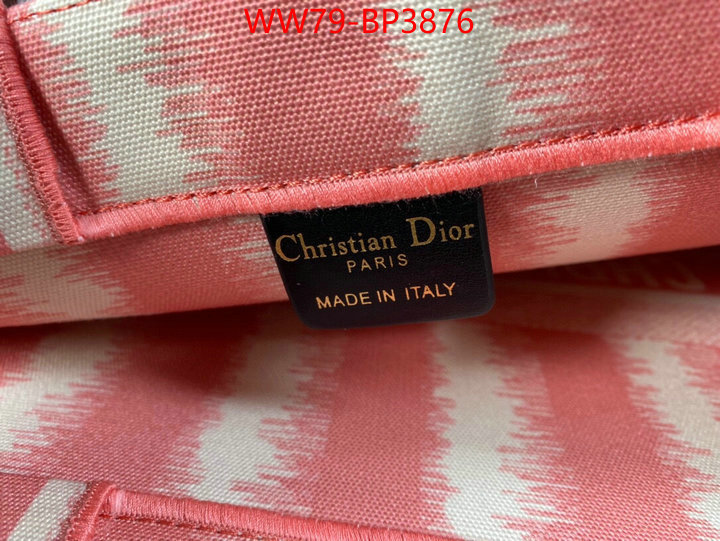 WW79-BP3876
Christian Dior
PARIS
MADE IN ITALY